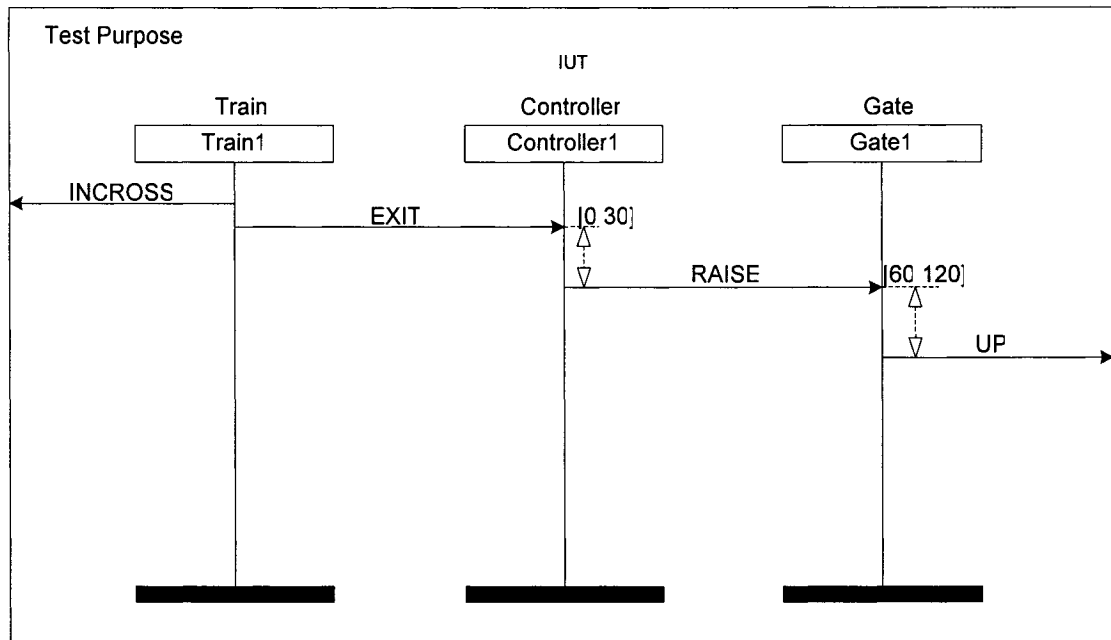 Test Purpose
IUT
Train Controller Gate
Train1 Controller1 Gate1
INCROSS
EXIT [0 30]
RAISE [60 120]
UP